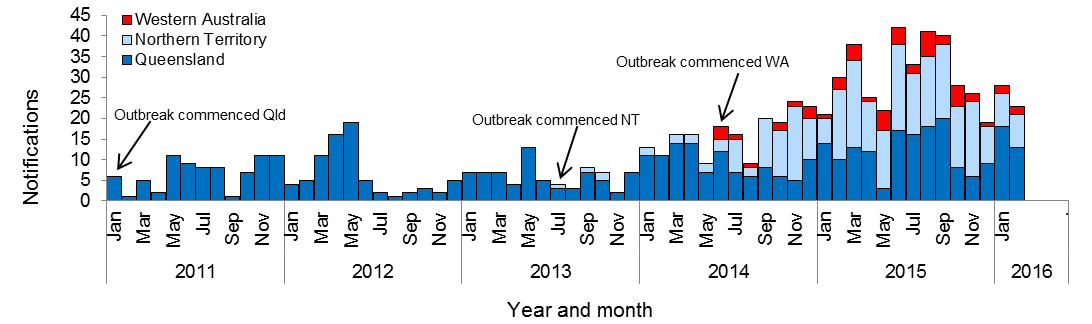 45
40
35
30
25
20
15
10
5
0
Notifications
Western Australia
Northern Territory
Queensland
Outbreak commenced Qld
Outbreak commenced NT
Outbreak commenced WA
Jan Mar May Jul Sep Nov Jan Mar May Jul Sep Nov Jan Mar May Jul Sep Nov Jan Mar May Jul Sep Nov Jan Mar May Jul Sep Nov Jan
2011 2012 2013 2014 2015 2016
Year and month